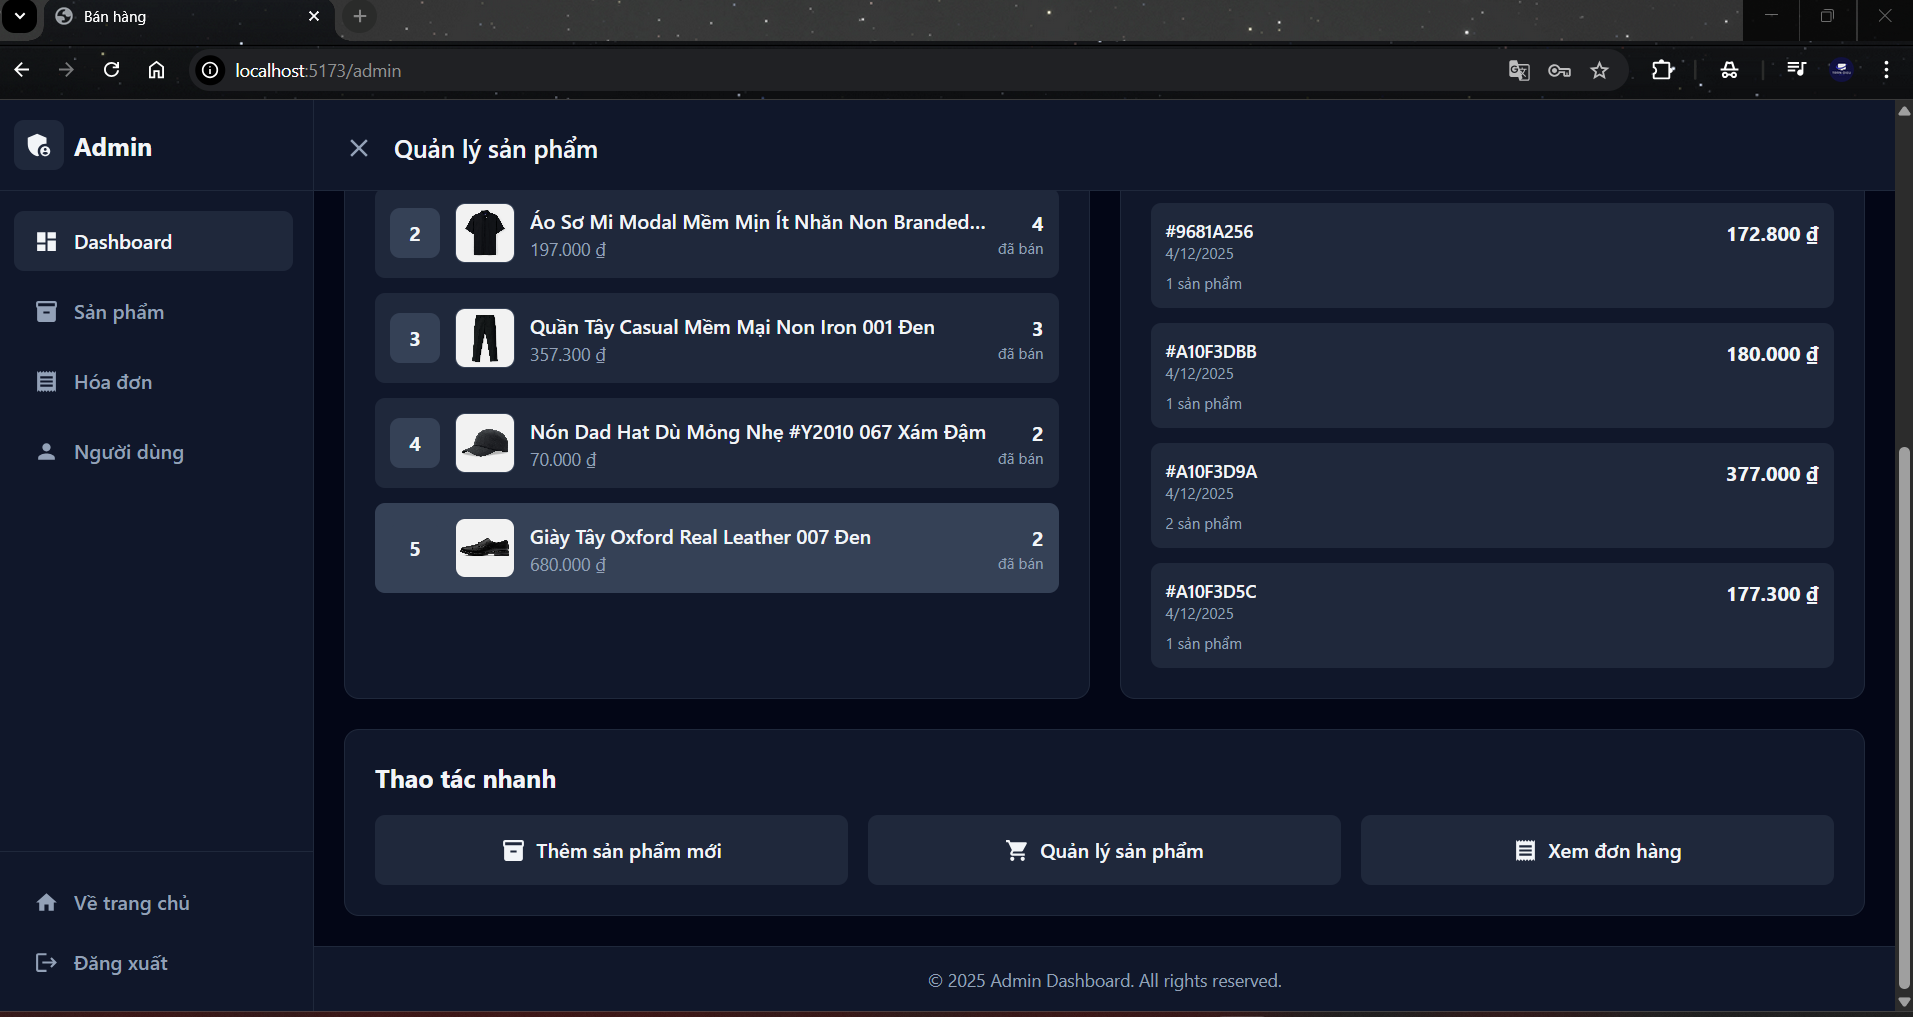 Bán hàng
localhost:5173/admin
Admin
Quản lý sản phẩm
Dashboard
Sản phẩm
Hóa đơn
Người dùng
Về trang chủ
Đăng xuất
2
Áo Sơ Mi Modal Mềm Mịn Ít Nhăn Non Branded...
197.000 ₫
4
đã bán
3
Quần Tây Casual Mềm Mại Non Iron 001 Đen
357.300 ₫
3
đã bán
4
Nón Dad Hat Dù Mỏng Nhẹ #Y2010 067 Xám Đậm
70.000 ₫
2
đã bán
5
Giày Tây Oxford Real Leather 007 Đen
680.000 ₫
2
đã bán
#9681A256
4/12/2025
1 sản phẩm
172.800 ₫
#A10F3DBB
4/12/2025
1 sản phẩm
180.000 ₫
#A10F3D9A
4/12/2025
2 sản phẩm
377.000 ₫
#A10F3D5C
4/12/2025
1 sản phẩm
177.300 ₫
Thao tác nhanh
Thêm sản phẩm mới
Quản lý sản phẩm
Xem đơn hàng
© 2025 Admin Dashboard. All rights reserved.